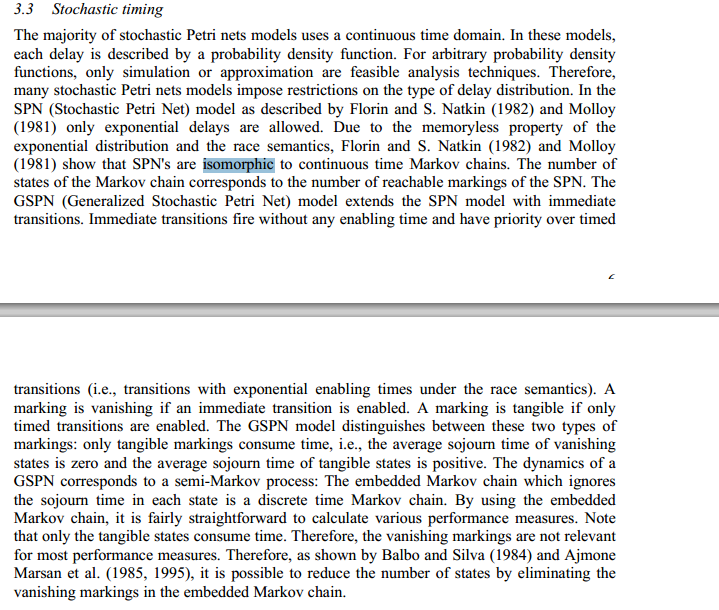 3.3 Stochastic timing
The majority of stochastic Petri nets models uses a continuous time domain. In these models,
each delay is described by a probability density function. For arbitrary probability density
functions, only simulation or approximation are feasible analysis techniques. Therefore,
many stochastic Petri nets models impose restrictions on the type of delay distribution. In the
SPN (Stochastic Petri Net) model as described by Florin and S. Natkin (1982) and Molloy
(1981) only exponential delays are allowed. Due to the memoryless property of the
exponential distribution and the race semantics, Florin and S. Natkin (1982) and Molloy
(1981) show that SPN's are isomorphic to continuous time Markov chains. The number of
states of the Markov chain corresponds to the number of reachable markings of the SPN. The
GSPN (Generalized Stochastic Petri Net) model extends the SPN model with immediate
transitions. Immediate transitions fire without any enabling time and have priority over timed
transitions (i.e., transitions with exponential enabling times under the race semantics). A
marking is vanishing if an immediate transition is enabled. A marking is tangible if only
timed transitions are enabled. The GSPN model distinguishes between these two types of
markings: only tangible markings consume time, i.e., the average sojourn time of vanishing
states is zero and the average sojourn time of tangible states is positive. The dynamics of a
GSPN corresponds to a semi-Markov process: The embedded Markov chain which ignores
the sojourn time in each state is a discrete time Markov chain. By using the embedded
Markov chain, it is fairly straightforward to calculate various performance measures. Note
that only the tangible states consume time. Therefore, the vanishing markings are not relevant
for most performance measures. Therefore, as shown by Balbo and Silva (1984) and Ajmone
Marsan et al. (1985, 1995), it is possible to reduce the number of states by eliminating the
vanishing markings in the embedded Markov chain.